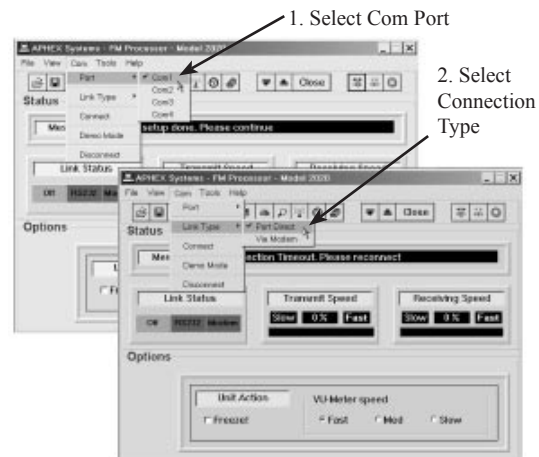 1. Select Com Port
APHEX Systems - FM Processor - Model 2020
File View Com Tools Help
Port
Com1
Com2
Com3
Com4
Link Type
Connect
Demo Mode
Disconnect
Close
Status
setup done. Please continue
Link Status
Transmit Speed
Receiving Speed
Off RS232
Options
2. Select
Connection
Type
APHEX Systems - FM Processor - Model 2020
File View Com Tools Help
Port
Link Type
Port Direct
Via Modem
Connect
Demo Mode
Disconnect
Close
Status
ection Timeout. Please reconnect
Link Status
Transmit Speed
Receiving Speed
Off RS232 Modem
Slow 0% Fast
Slow 0% Fast
Options
Unit Action
VU-Meter speed
Freeze!
Fast Med Slow